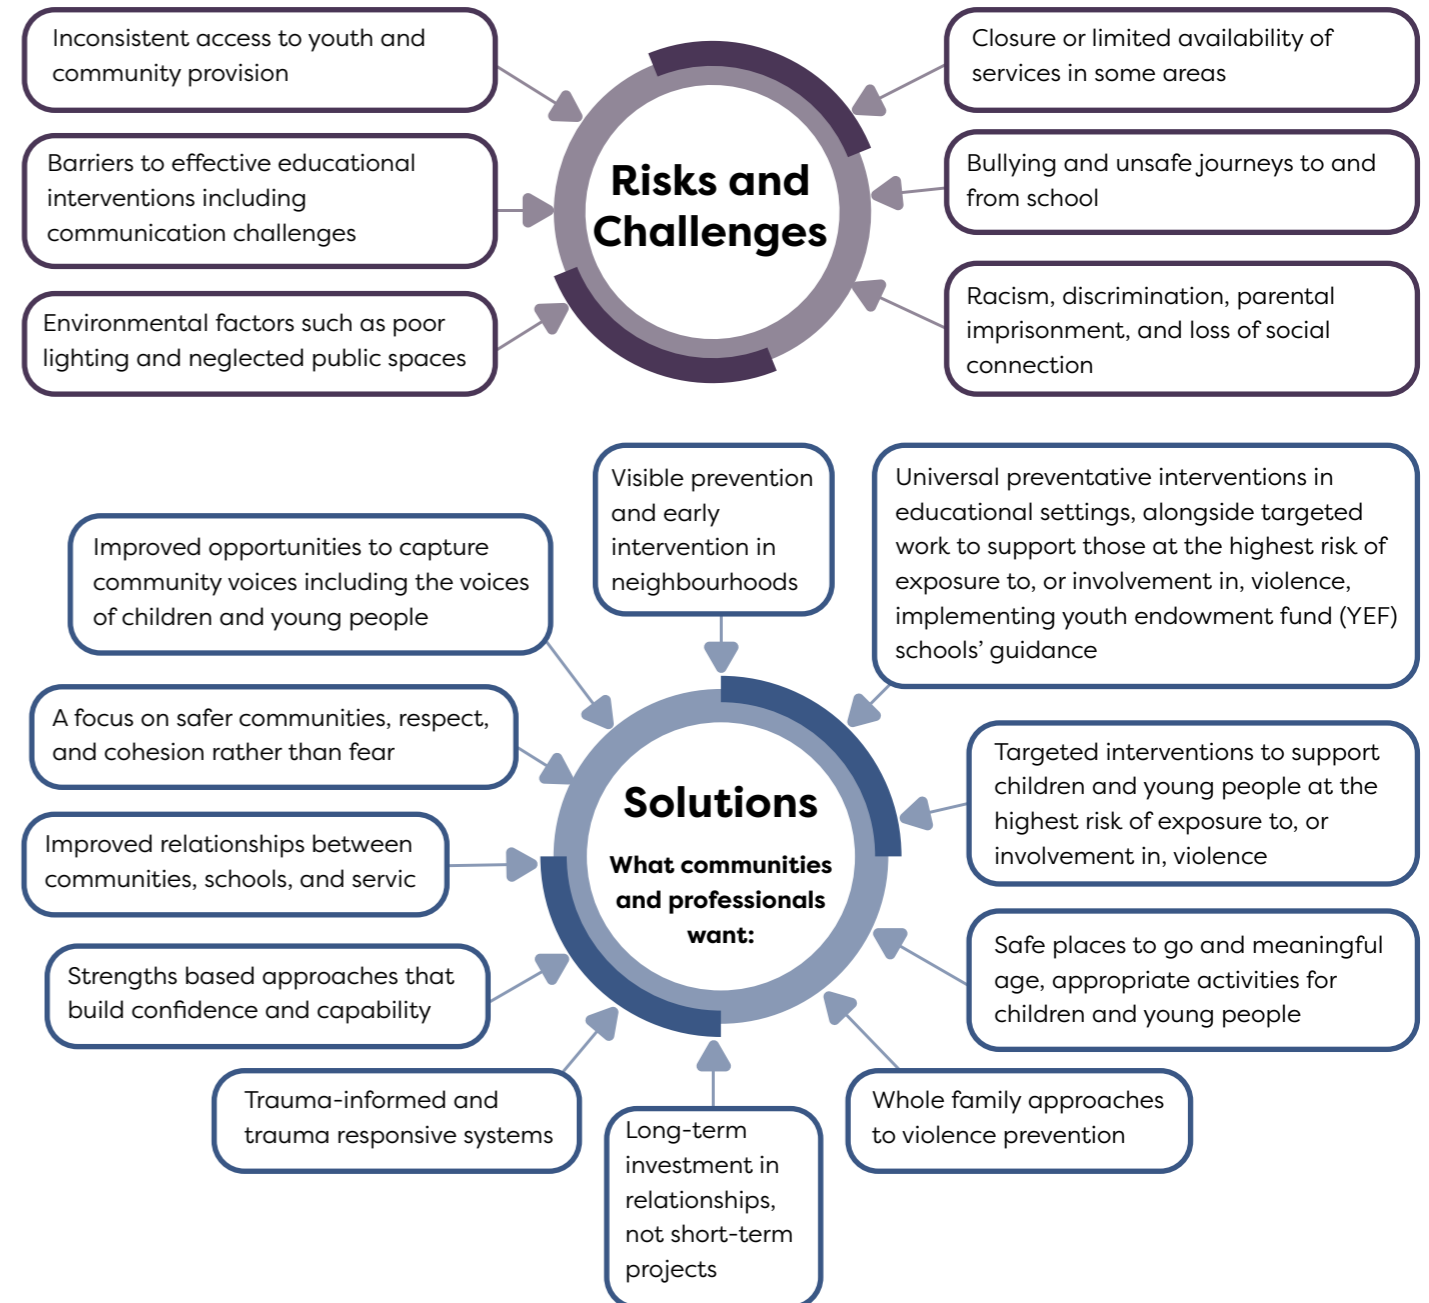 Inconsistent access to youth and
community provision
Barriers to effective educational
interventions including
communication challenges
Environmental factors such as poor
lighting and neglected public spaces
Risks and
Challenges
Closure or limited availability of
services in some areas
Bullying and unsafe journeys to and
from school
Racism, discrimination, parental
imprisonment, and loss of social
connection
Visible prevention
and early
intervention in
neighbourhoods
Universal preventative interventions in
educational settings, alongside targeted
work to support those at the highest risk of
exposure to, or involvement in, violence,
implementing youth endowment fund (YEF)
schools’ guidance
Improved opportunities to capture
community voices including the voices
of children and young people
A focus on safer communities, respect,
and cohesion rather than fear
Improved relationships between
communities, schools, and servic
Strengths based approaches that
build confidence and capability
Trauma-informed and
trauma responsive systems
Solutions
What communities
and professionals
want:
Targeted interventions to support
children and young people at the
highest risk of exposure to, or
involvement in, violence
Safe places to go and meaningful
age, appropriate activities for
children and young people
Whole family approaches
to violence prevention
Long-term
investment in
relationships,
not short-term
projects